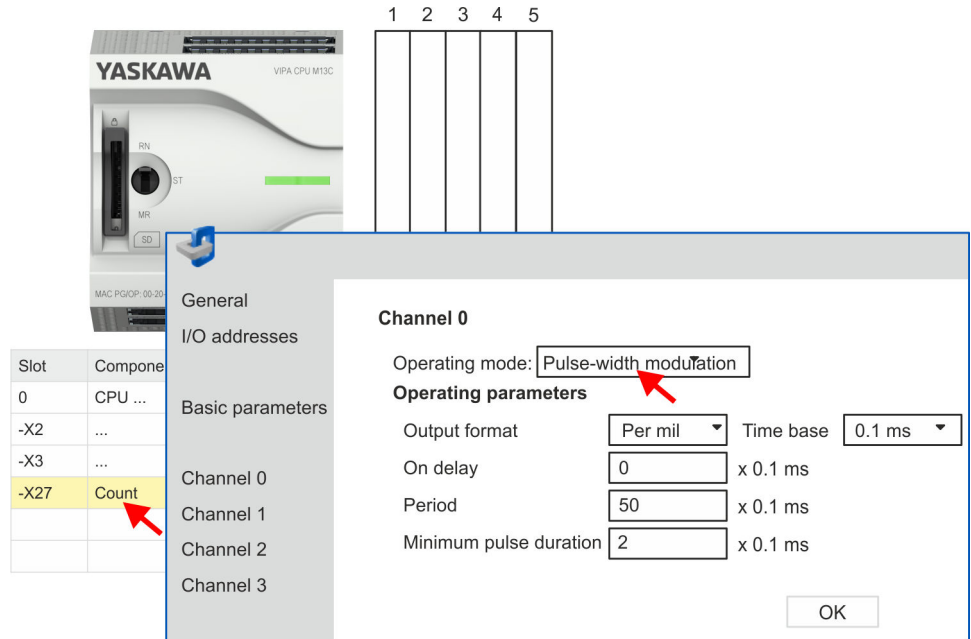 1 2 3 4 5
YASKAWA VIPA CPU M13C
RN
ST
MR
SD
MAC PG/OP: 00-20-
General
I/O addresses
Basic parameters
Channel 0
Channel 1
Channel 2
Channel 3
Slot Compone
0 CPU ...
-X2 ...
-X3 ...
-X27 Count
Channel 0
Operating mode: Pulse-width modulation
Operating parameters
Output format Per mil Time base 0.1 ms
On delay 0 x 0.1 ms
Period 50 x 0.1 ms
Minimum pulse duration 2 x 0.1 ms
OK